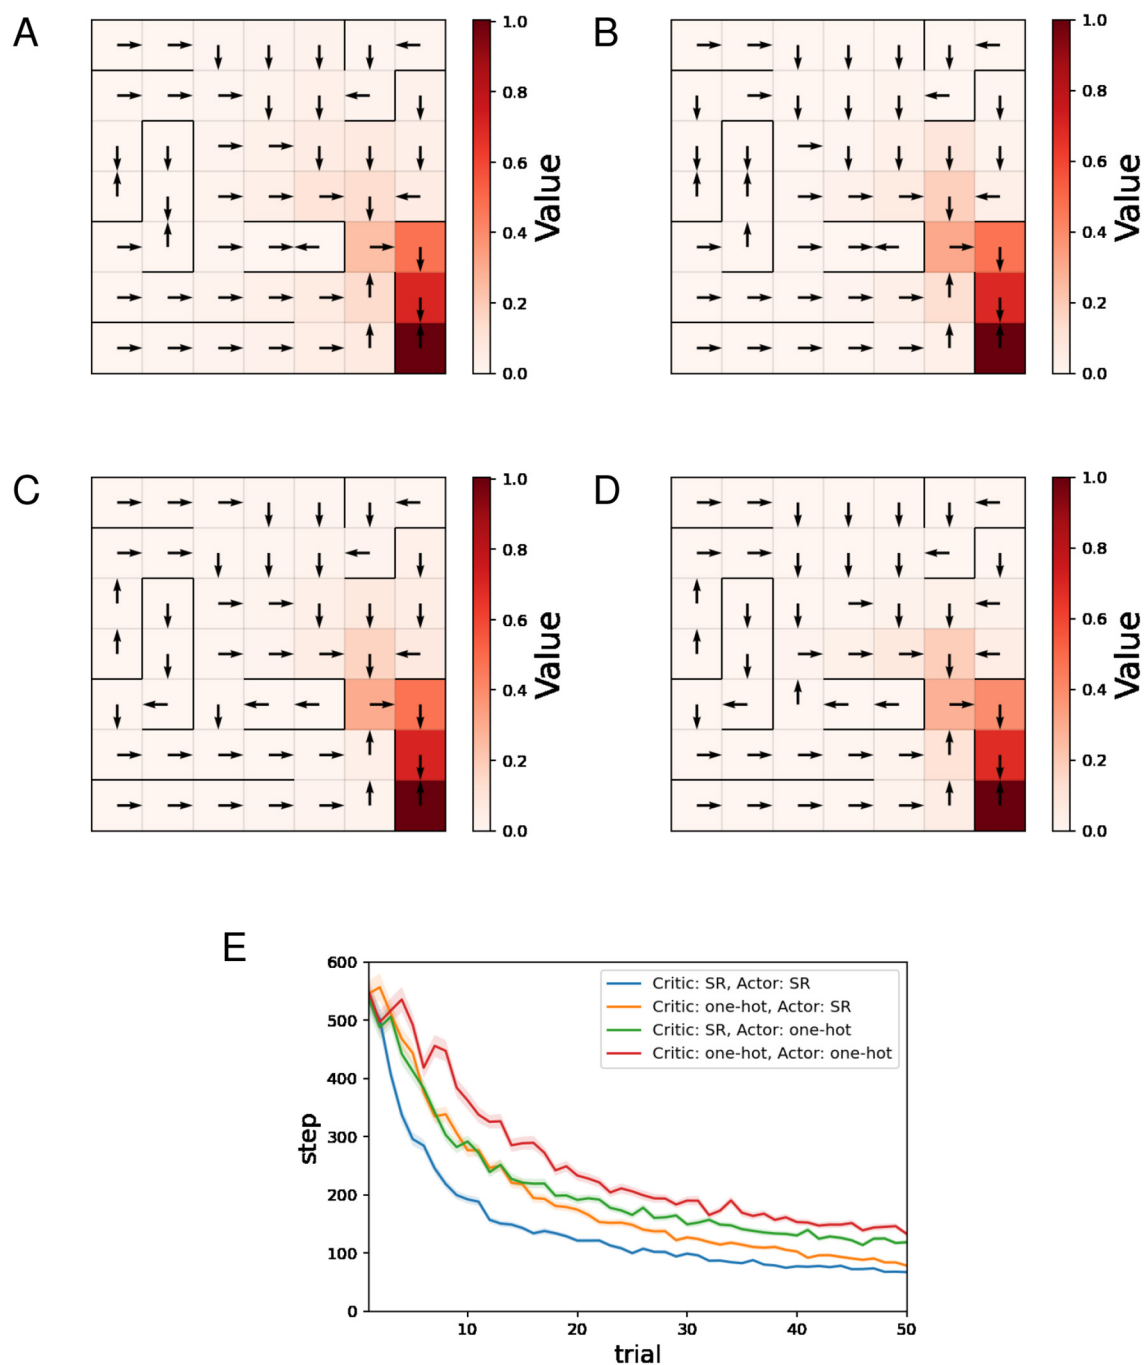 A
1.0
0.8
0.6
0.4
0.2
0.0
Value
B
1.0
0.8
0.6
0.4
0.2
0.0
Value
C
1.0
0.8
0.6
0.4
0.2
0.0
Value
D
1.0
0.8
0.6
0.4
0.2
0.0
Value
E
600
500
400
300
200
100
0
step
Critic: SR, Actor: SR
Critic: one-hot, Actor: SR
Critic: SR, Actor: one-hot
Critic: one-hot, Actor: one-hot
10 20 30 40 50
trial